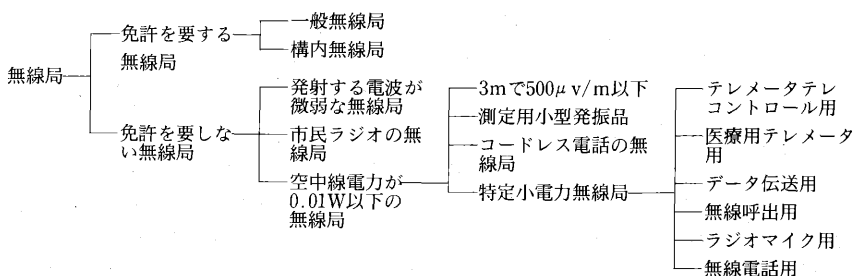 無線局
免許を要する
無線局
一般無線局
構内無線局
免許を要しな
い無線局
発射する電波が
微弱な無線局
市民ラジオの無
線局
空中線電力が
0.01W以下の
無線局
3mで500μv/m以下
測定用小型発振品
コードレス電話の無
線局
特定小電力無線局
テレメータテレ
コントロール用
医療用テレメータ
用
データ伝送用
無線呼出用
ラジオマイク用
無線電話用